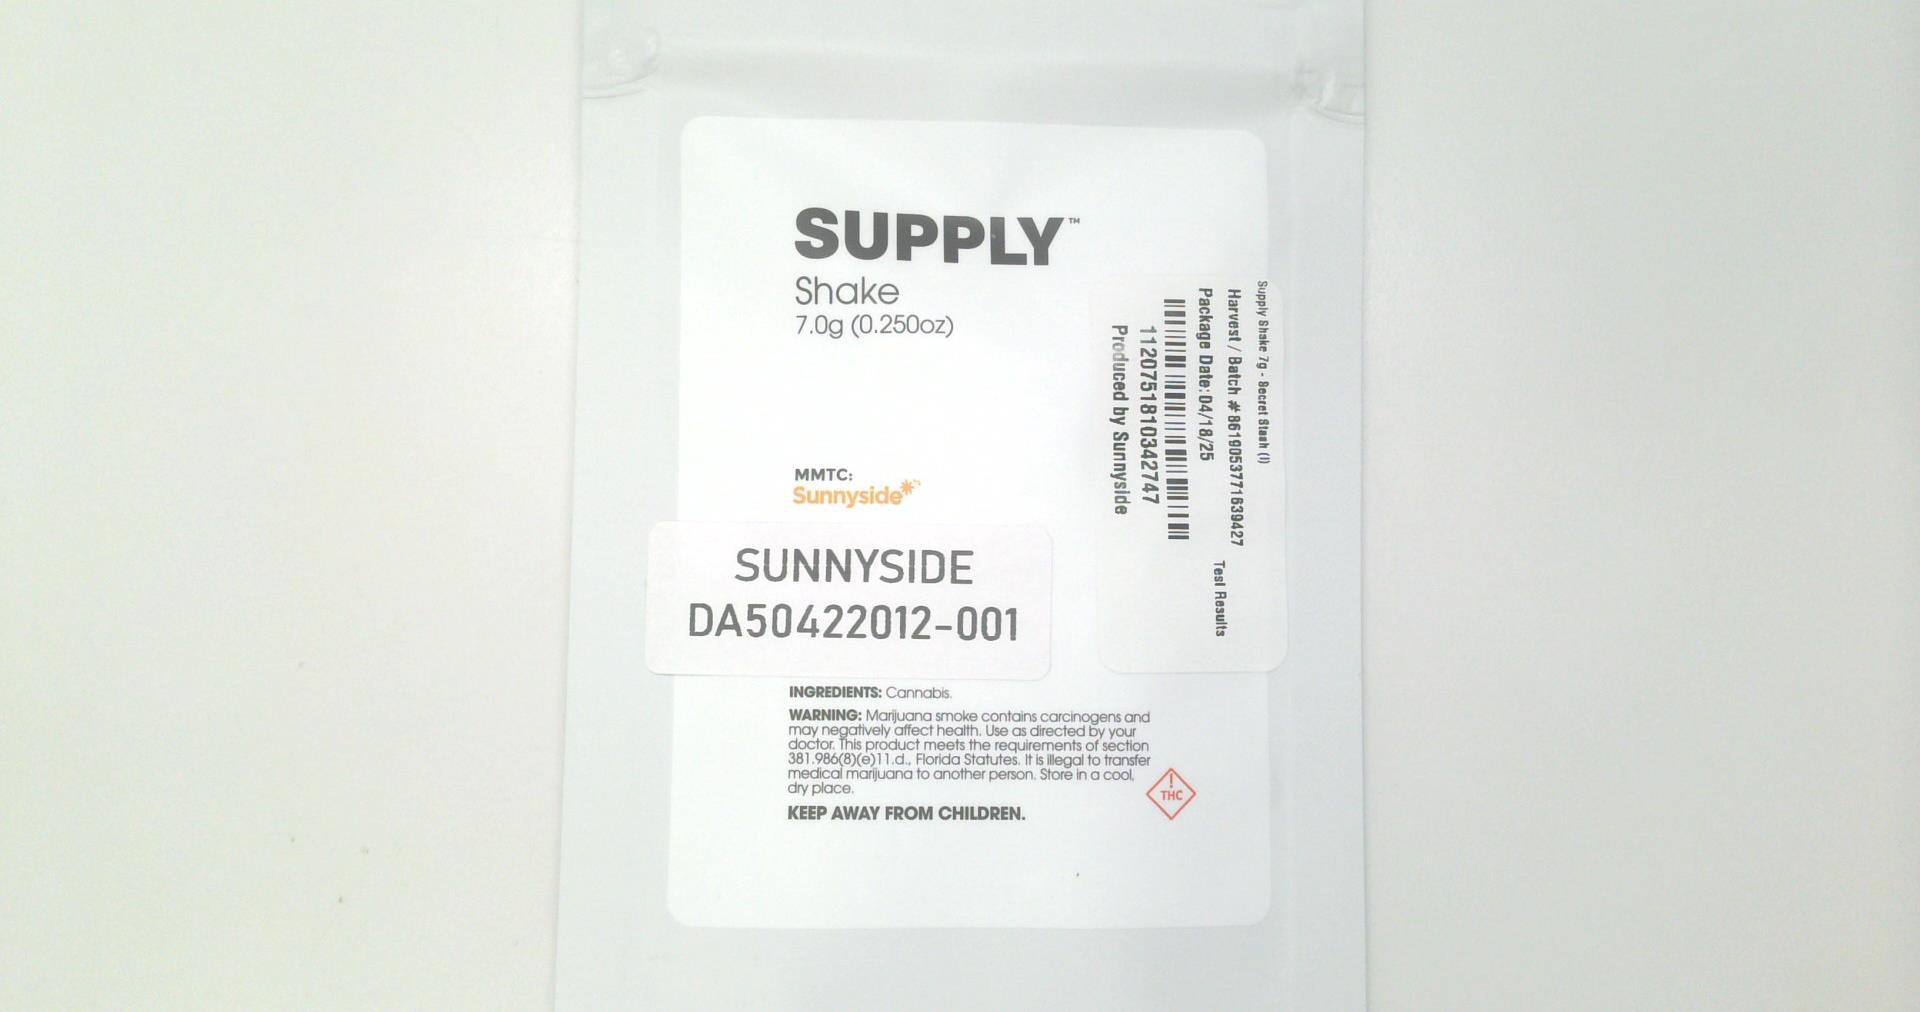 SUPPLY™
Shake
7.0g (0.250oz)
MMTC:
Sunnyside
SUNNYSIDE
DA50422012-001
INGREDIENTS: Cannabis.
WARNING: Marijuana smoke contains carcinogens and
may negatively affect health. Use as directed by your
doctor. This product meets the requirements of section
381.986(8)(e)11.d., Florida Statutes. It is illegal to transfer
medical marijuana to another person. Store in a cool,
dry place.
KEEP AWAY FROM CHILDREN.
!
THC
Supply Shake 7g - Secret Stash (I)
Harvest / Batch # 8619053771639427
Package Date: 04/18/25
1120751810342747
Produced by Sunnyside
Test Results